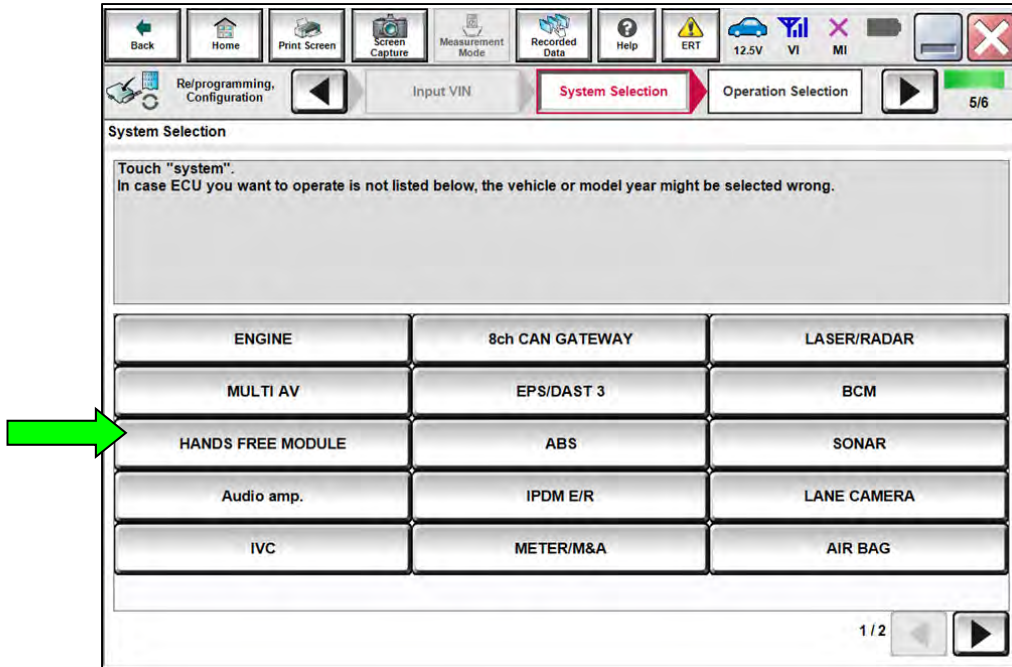 Back
Home
Print Screen
Screen
Capture
Measurement
Mode
Recorded
Data
Help
ERT
12.5V
VI
MI
Re/programming,
Configuration
Input VIN
System Selection
Operation Selection
5/6
System Selection
Touch "system".
In case ECU you want to operate is not listed below, the vehicle or model year might be selected wrong.
ENGINE
8ch CAN GATEWAY
LASER/RADAR
MULTI AV
EPS/DAST 3
BCM
HANDS FREE MODULE
ABS
SONAR
Audio amp.
IPDM E/R
LANE CAMERA
IVC
METER/M&A
AIR BAG
1 / 2